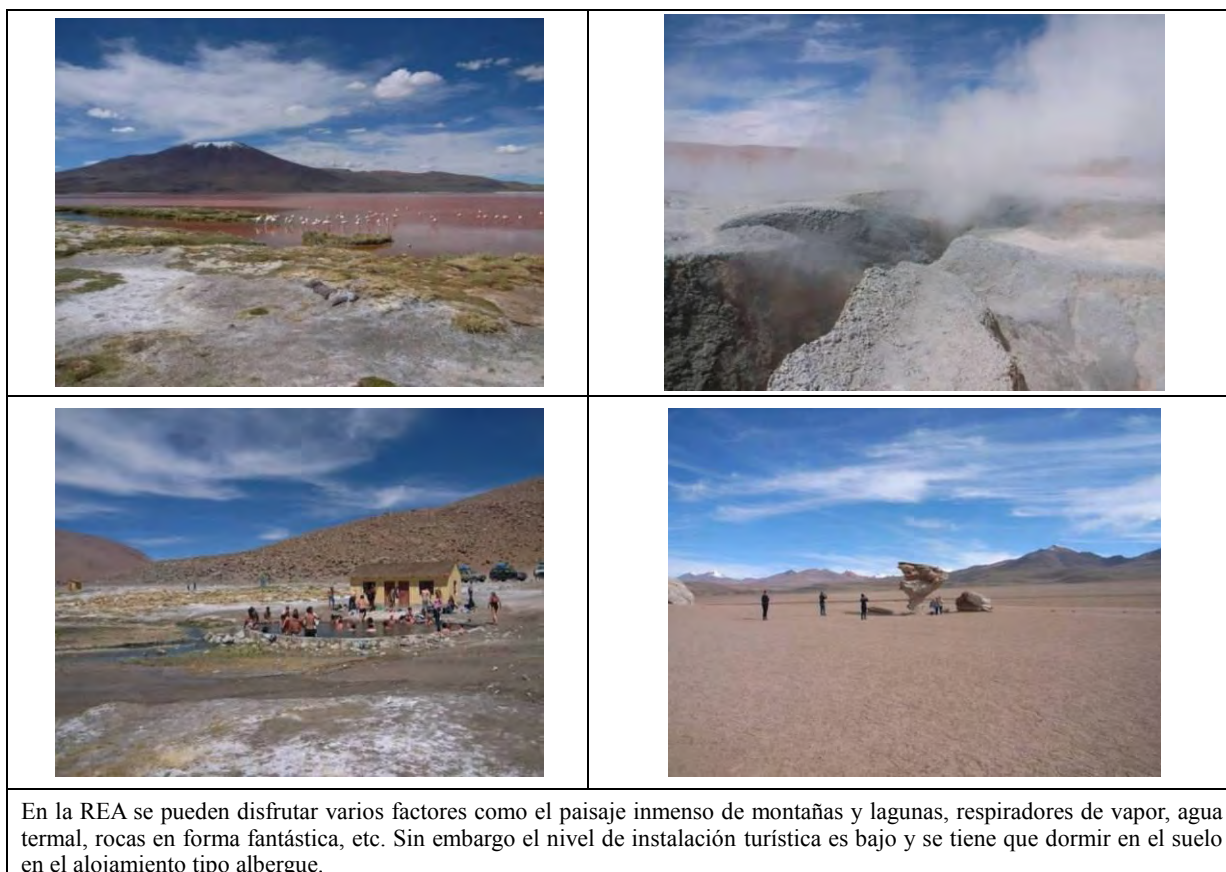 En la REA se pueden disfrutar varios factores como el paisaje inmenso de montañas y lagunas, respiradores de vapor, agua
termal, rocas en forma fantástica, etc. Sin embargo el nivel de instalación turística es bajo y se tiene que dormir en el suelo
en el alojamiento tipo albergue.